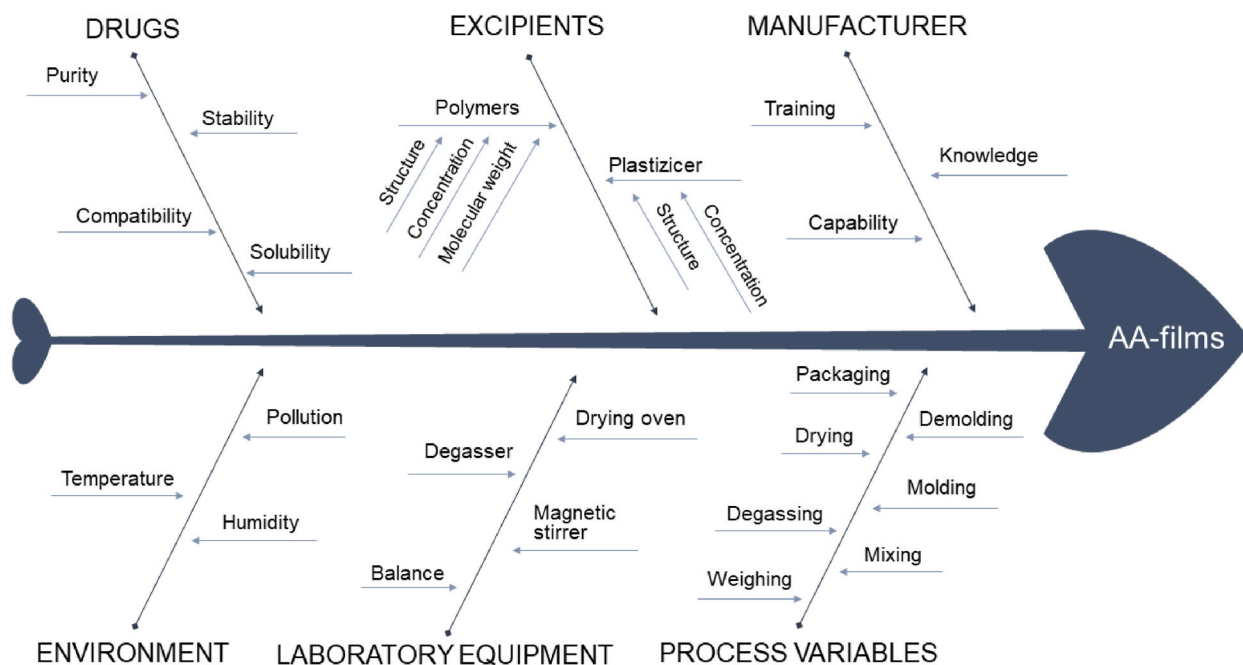 DRUGS
EXCIPIENTS
MANUFACTURER
Purity
Stability
Compatibility
Solubility
Polymers
Structure
Concentration
Molecular weight
Plastizicer
Structure
Concentration
Training
Knowledge
Capability
AA-films
Pollution
Temperature
Humidity
Drying oven
Degasser
Magnetic
stirrer
Balance
Packaging
Demolding
Drying
Molding
Degassing
Mixing
Weighing
ENVIRONMENT
LABORATORY EQUIPMENT
PROCESS VARIABLES